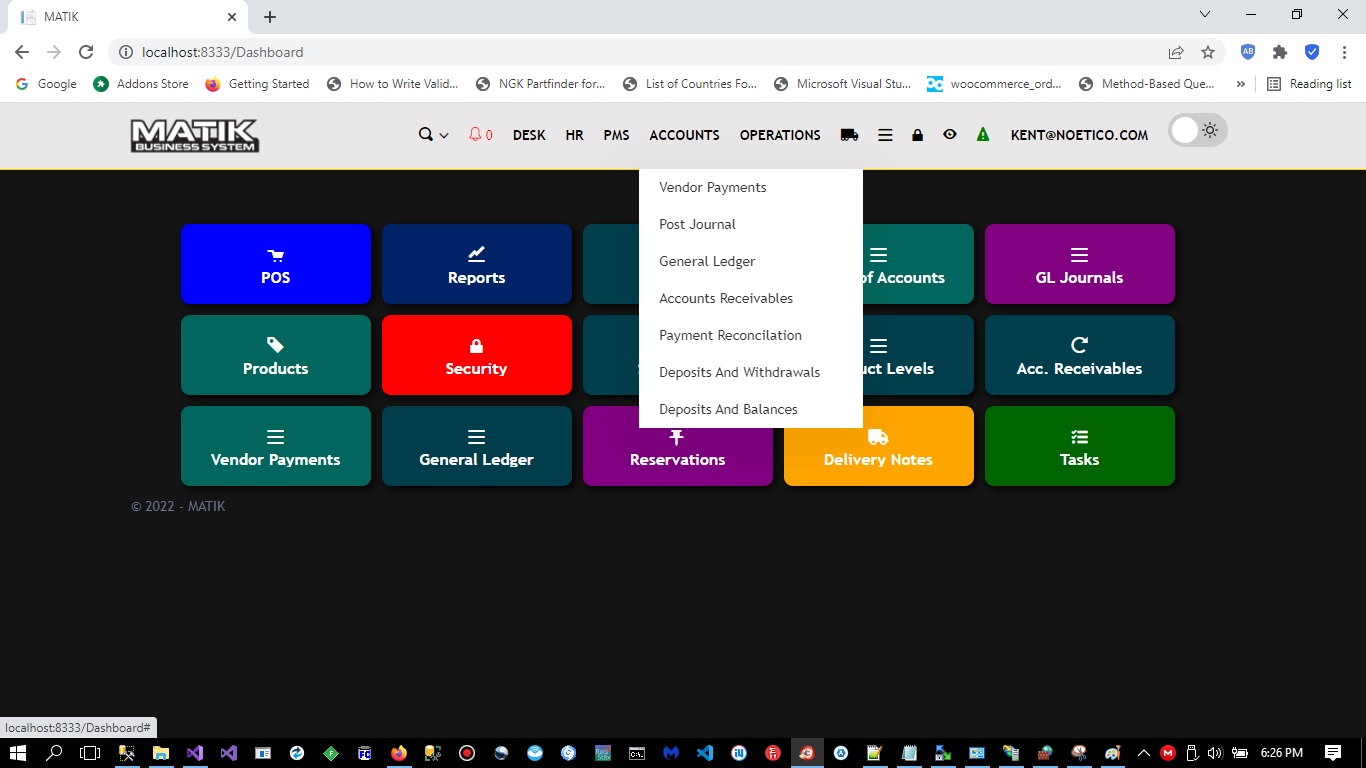 MATIK
localhost:8333/Dashboard
Google
Addons Store
Getting Started
How to Write Valid...
NGK Partfinder for...
List of Countries Fo...
Microsoft Visual Stu...
woocommerce_ord...
Method-Based Que...
»
Reading list
MATIK
BUSINESS SYSTEM
0
DESK
HR
PMS
ACCOUNTS
OPERATIONS
KENT@NOETICO.COM
Vendor Payments
Post Journal
General Ledger
Accounts Receivables
Payment Reconcilation
Deposits And Withdrawals
Deposits And Balances
POS
Reports
of Accounts
GL Journals
Products
Security
uct Levels
Acc. Receivables
Vendor Payments
General Ledger
Reservations
Delivery Notes
Tasks
© 2022 - MATIK
localhost:8333/Dashboard#
6:26 PM